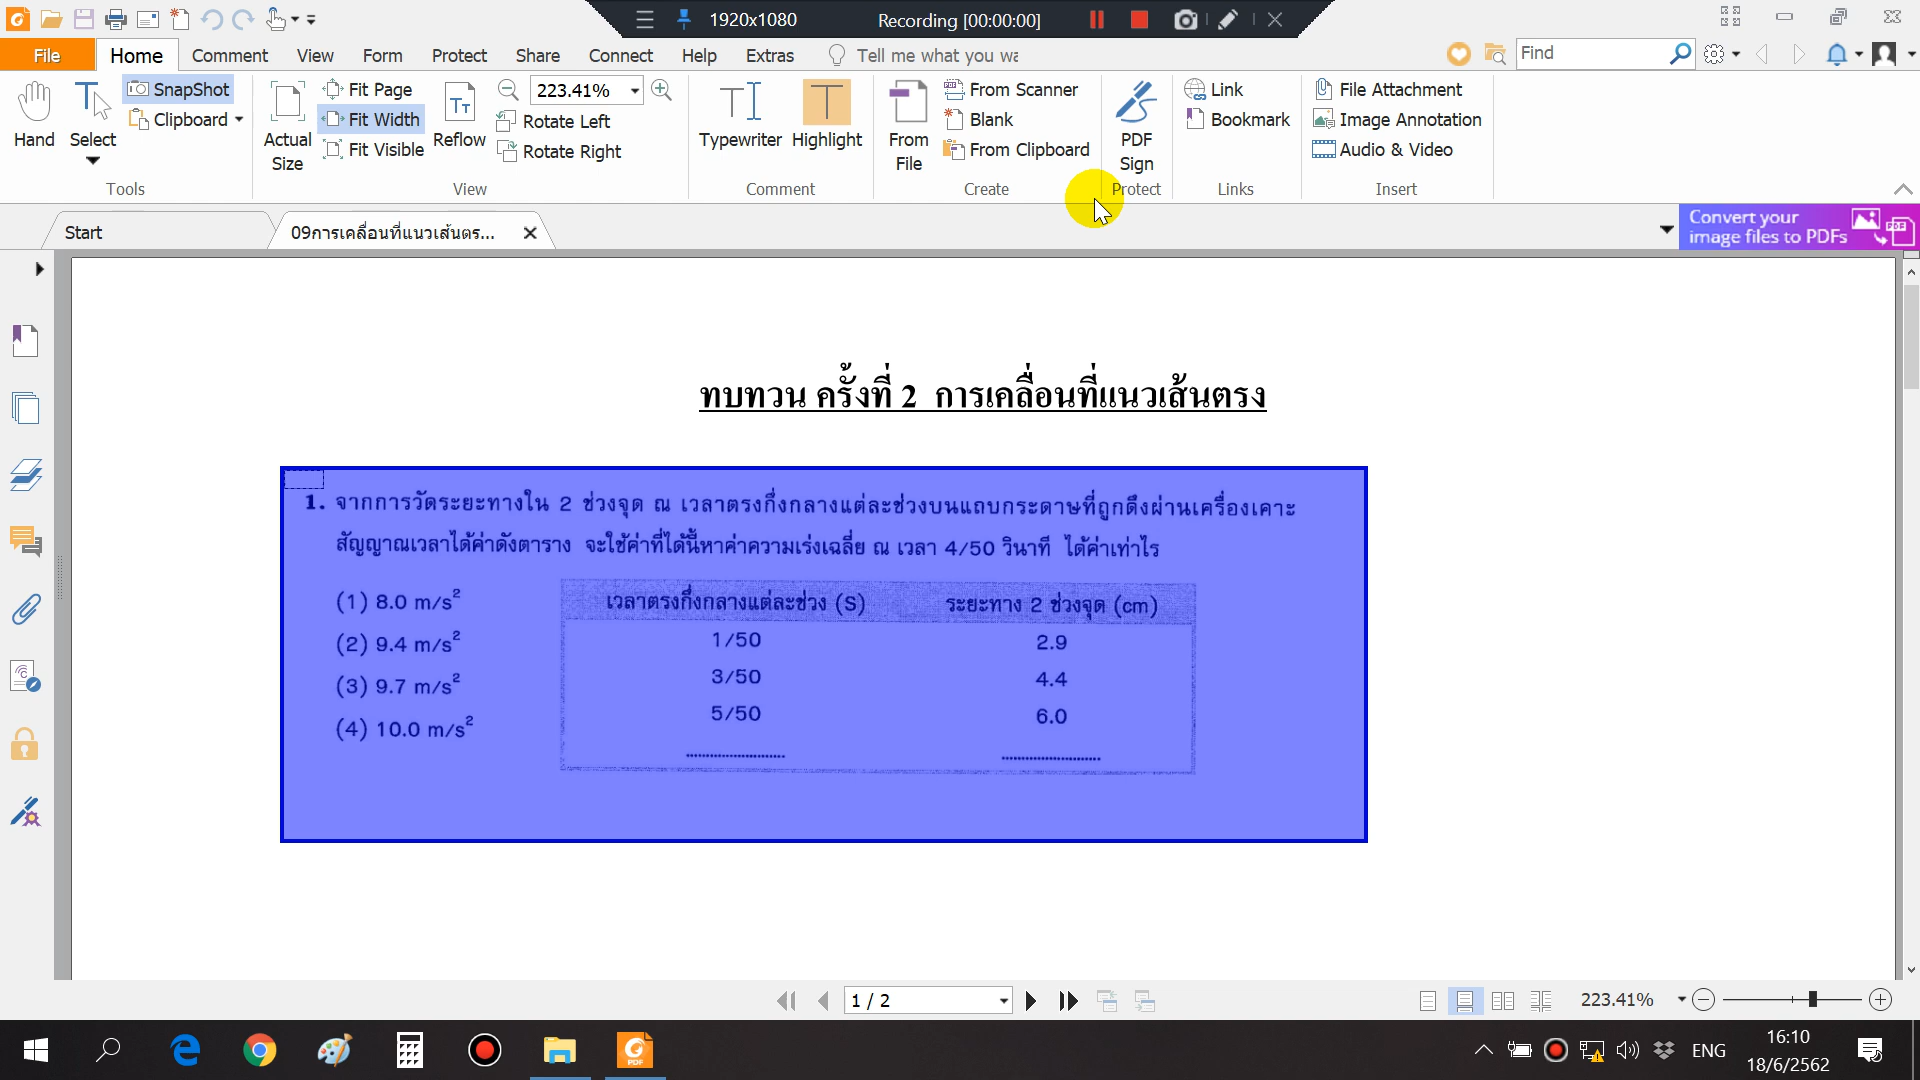 1920x1080
Recording [00:00:00]
File Home Comment View Form Protect Share Connect Help Extras Tell me what you wa
Find
Hand
Select
SnapShot
Clipboard
Tools
Actual Size
Fit Page
Fit Width
Fit Visible
Reflow
223.41%
Rotate Left
Rotate Right
View
Typewriter
Highlight
Comment
From File
From Scanner
Blank
From Clipboard
Create
PDF Sign
Protect
Link
Bookmark
Links
File Attachment
Image Annotation
Audio & Video
Insert
Start
09การเคลื่อนที่แนวเส้นตร...
Convert your
image files to PDFs
ทบทวน ครั้งที่ 2 การเคลื่อนที่แนวเส้นตรง
1. จากการวัดระยะทางใน 2 ช่วงจุด ณ เวลาตรงกึ่งกลางแต่ละช่วงบนแถบกระดาษที่ถูกดึงผ่านเครื่องเคาะ
สัญญาณเวลาได้ค่าดังตาราง จะใช้ค่าที่ได้นี้หาค่าความเร่งเฉลี่ย ณ เวลา 4/50 วินาที ได้ค่าเท่าไร
(1) 8.0 m/s²
(2) 9.4 m/s²
(3) 9.7 m/s²
(4) 10.0 m/s²
เวลาตรงกึ่งกลางแต่ละช่วง (S) ระยะทาง 2 ช่วงจุด (cm)
1/50 2.9
3/50 4.4
5/50 6.0
1 / 2
223.41%
ENG
16:10
18/6/2562